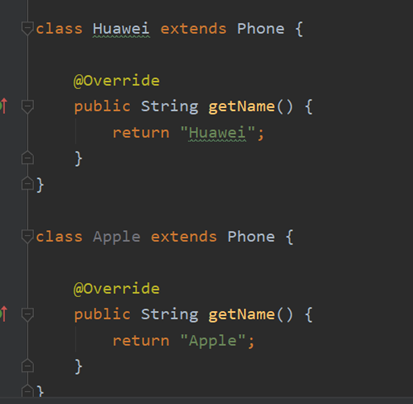 class Huawei extends Phone {
@Override
public String getName() {
return "Huawei";
}
}
class Apple extends Phone {
@Override
public String getName() {
return "Apple";
}
}